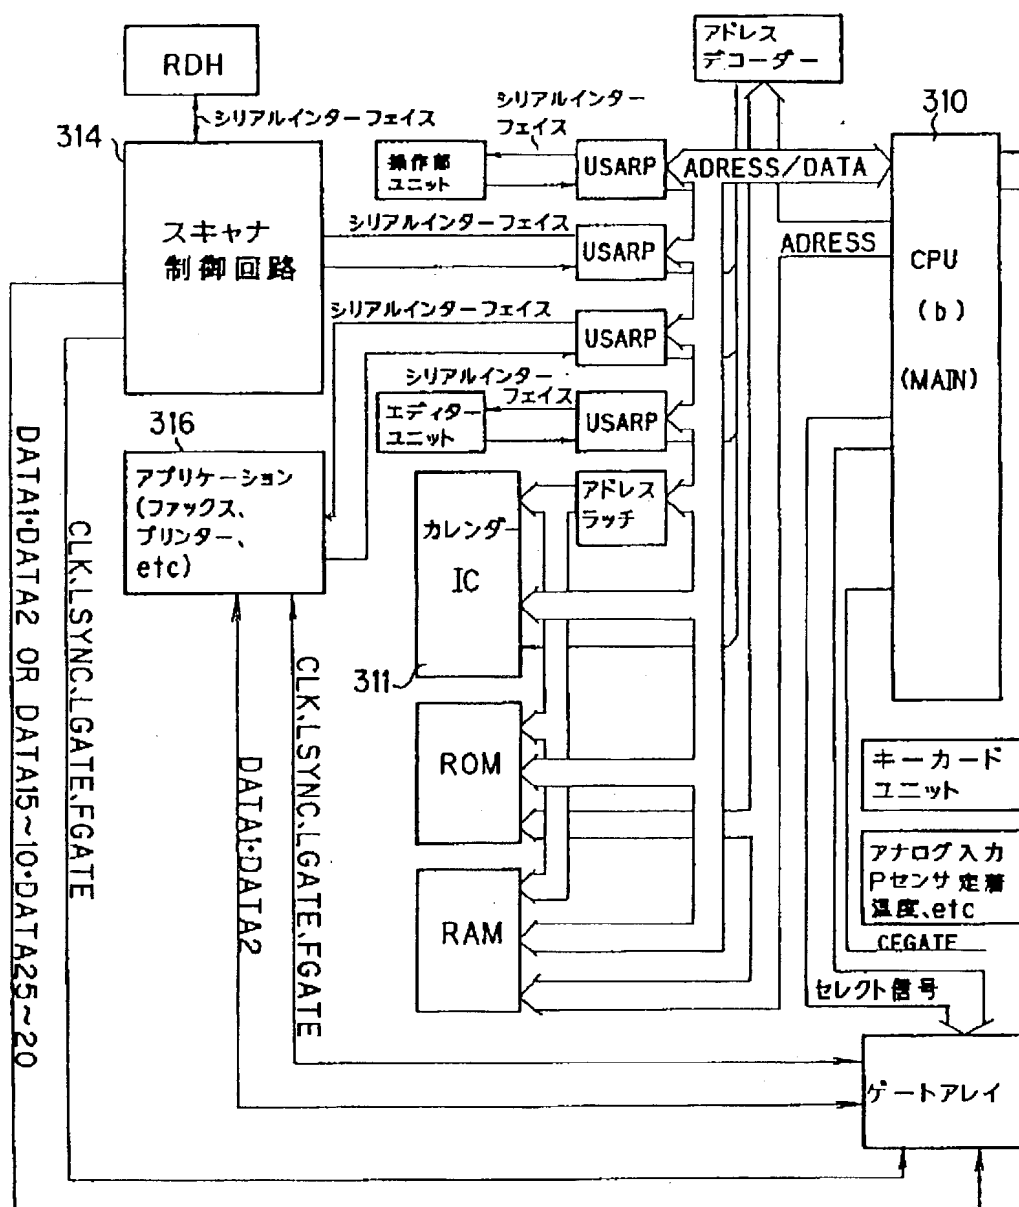 RDH
シリアルインターフェイス
314
スキャナ
制御回路
シリアルインター
フェイス
操作部
ユニット
USARP
アドレス
デコーダー
310
ADRESS/DATA
ADRESS
CPU
(b)
(MAIN)
シリアルインターフェイス
USARP
シリアルインターフェイス
USARP
シリアルインター
フェイス
エディター
ユニット
USARP
316
アプリケーション
(ファックス、
プリンター、
etc)
カレンダー
IC
311
アドレス
ラッチ
ROM
RAM
DATA1・DATA2 OR DATA15~10・DATA25~20
CLK、LSYNC、LGATE、FGATE
DATA1・DATA2
CLK、LSYNC、LGATE、FGATE
キーカード
ユニット
アナログ入力
Pセンサ定着
温度、etc
CEGATE
セレクト信号
ゲートアレイ